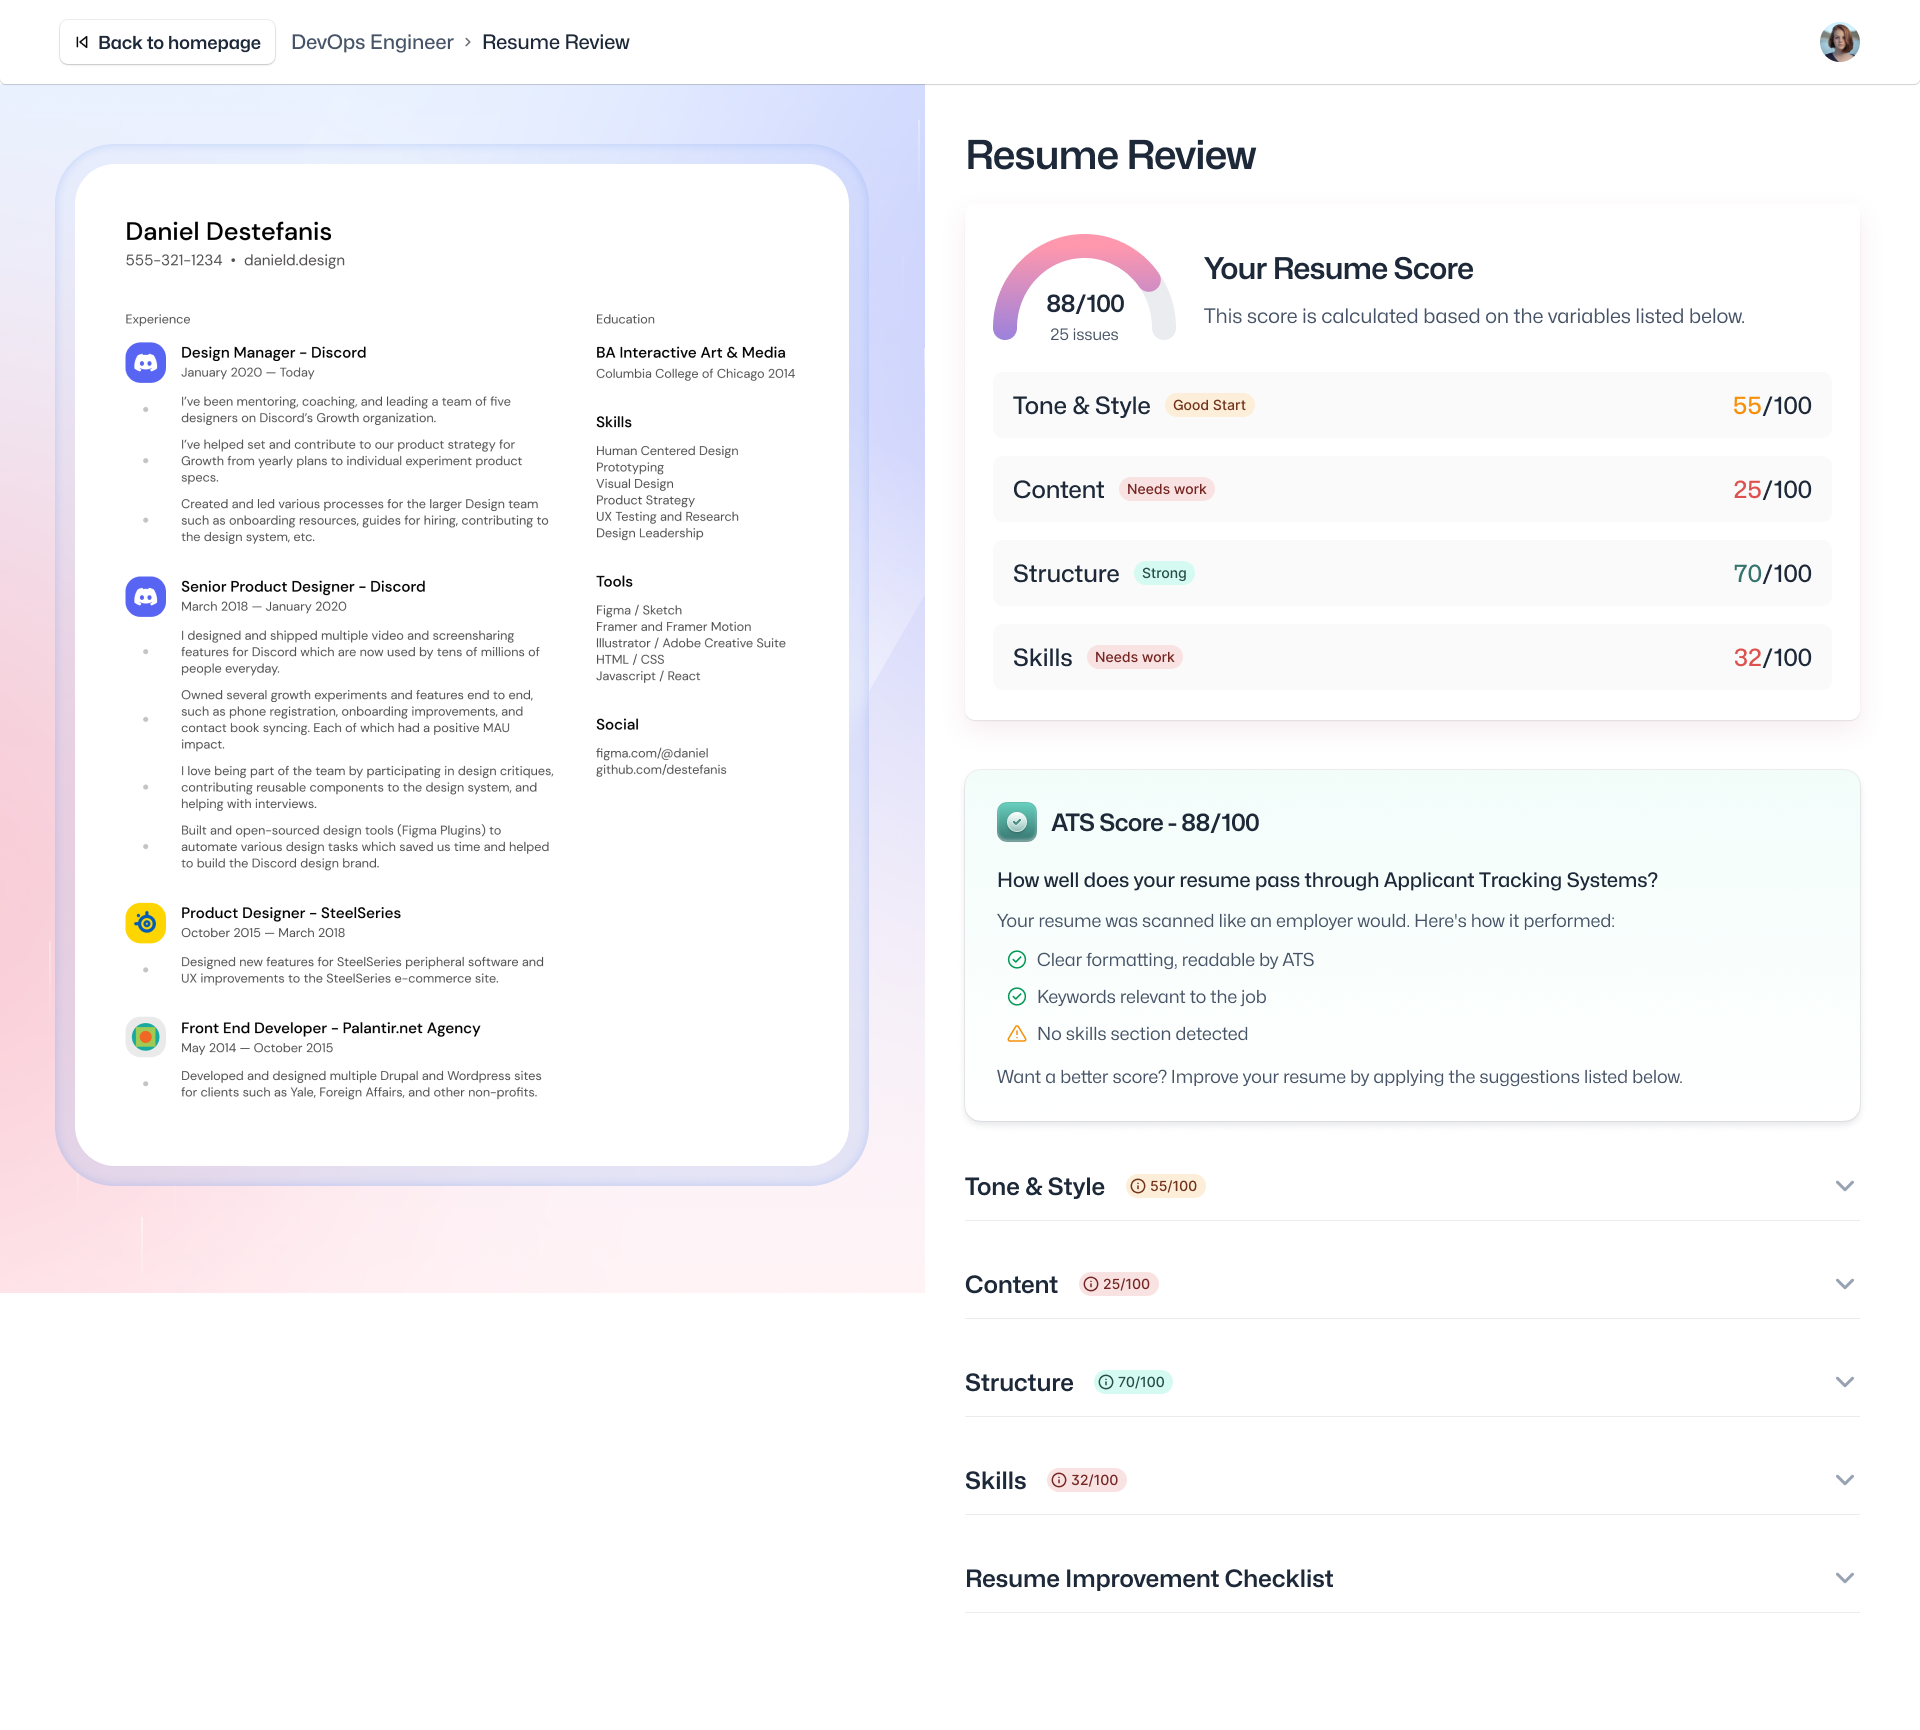 Back to homepage
DevOps Engineer › Resume Review
Daniel Destefanis
555-321-1234 • danield.design
Experience
Design Manager – Discord
January 2020 — Today
I've been mentoring, coaching, and leading a team of five
designers on Discord's Growth organization.
I've helped set and contribute to our product strategy for
Growth from yearly plans to individual experiment product
specs.
Created and led various processes for the larger Design team
such as onboarding resources, guides for hiring, contributing to
the design system, etc.
Senior Product Designer – Discord
March 2018 — January 2020
I designed and shipped multiple video and screensharing
features for Discord which are now used by tens of millions of
people everyday.
Owned several growth experiments and features end to end,
such as phone registration, onboarding improvements, and
contact book syncing. Each of which had a positive MAU
impact.
I love being part of the team by participating in design critiques,
contributing reusable components to the design system, and
helping with interviews.
Built and open-sourced design tools (Figma Plugins) to
automate various design tasks which saved us time and helped
to build the Discord design brand.
Product Designer – SteelSeries
October 2015 — March 2018
Designed new features for SteelSeries peripheral software and
UX improvements to the SteelSeries e-commerce site.
Front End Developer – Palantir.net Agency
May 2014 — October 2015
Developed and designed multiple Drupal and Wordpress sites
for clients such as Yale, Foreign Affairs, and other non-profits.
Education
BA Interactive Art & Media
Columbia College of Chicago 2014
Skills
Human Centered Design
Prototyping
Visual Design
Product Strategy
UX Testing and Research
Design Leadership
Tools
Figma / Sketch
Framer and Framer Motion
Illustrator / Adobe Creative Suite
HTML / CSS
Javascript / React
Social
figma.com/@daniel
github.com/destefanis
Resume Review
88/100
25 issues
Your Resume Score
This score is calculated based on the variables listed below.
Tone & Style Good Start 55/100
Content Needs work 25/100
Structure Strong 70/100
Skills Needs work 32/100
ATS Score - 88/100
How well does your resume pass through Applicant Tracking Systems?
Your resume was scanned like an employer would. Here's how it performed:
Clear formatting, readable by ATS
Keywords relevant to the job
No skills section detected
Want a better score? Improve your resume by applying the suggestions listed below.
Tone & Style 55/100
Content 25/100
Structure 70/100
Skills 32/100
Resume Improvement Checklist